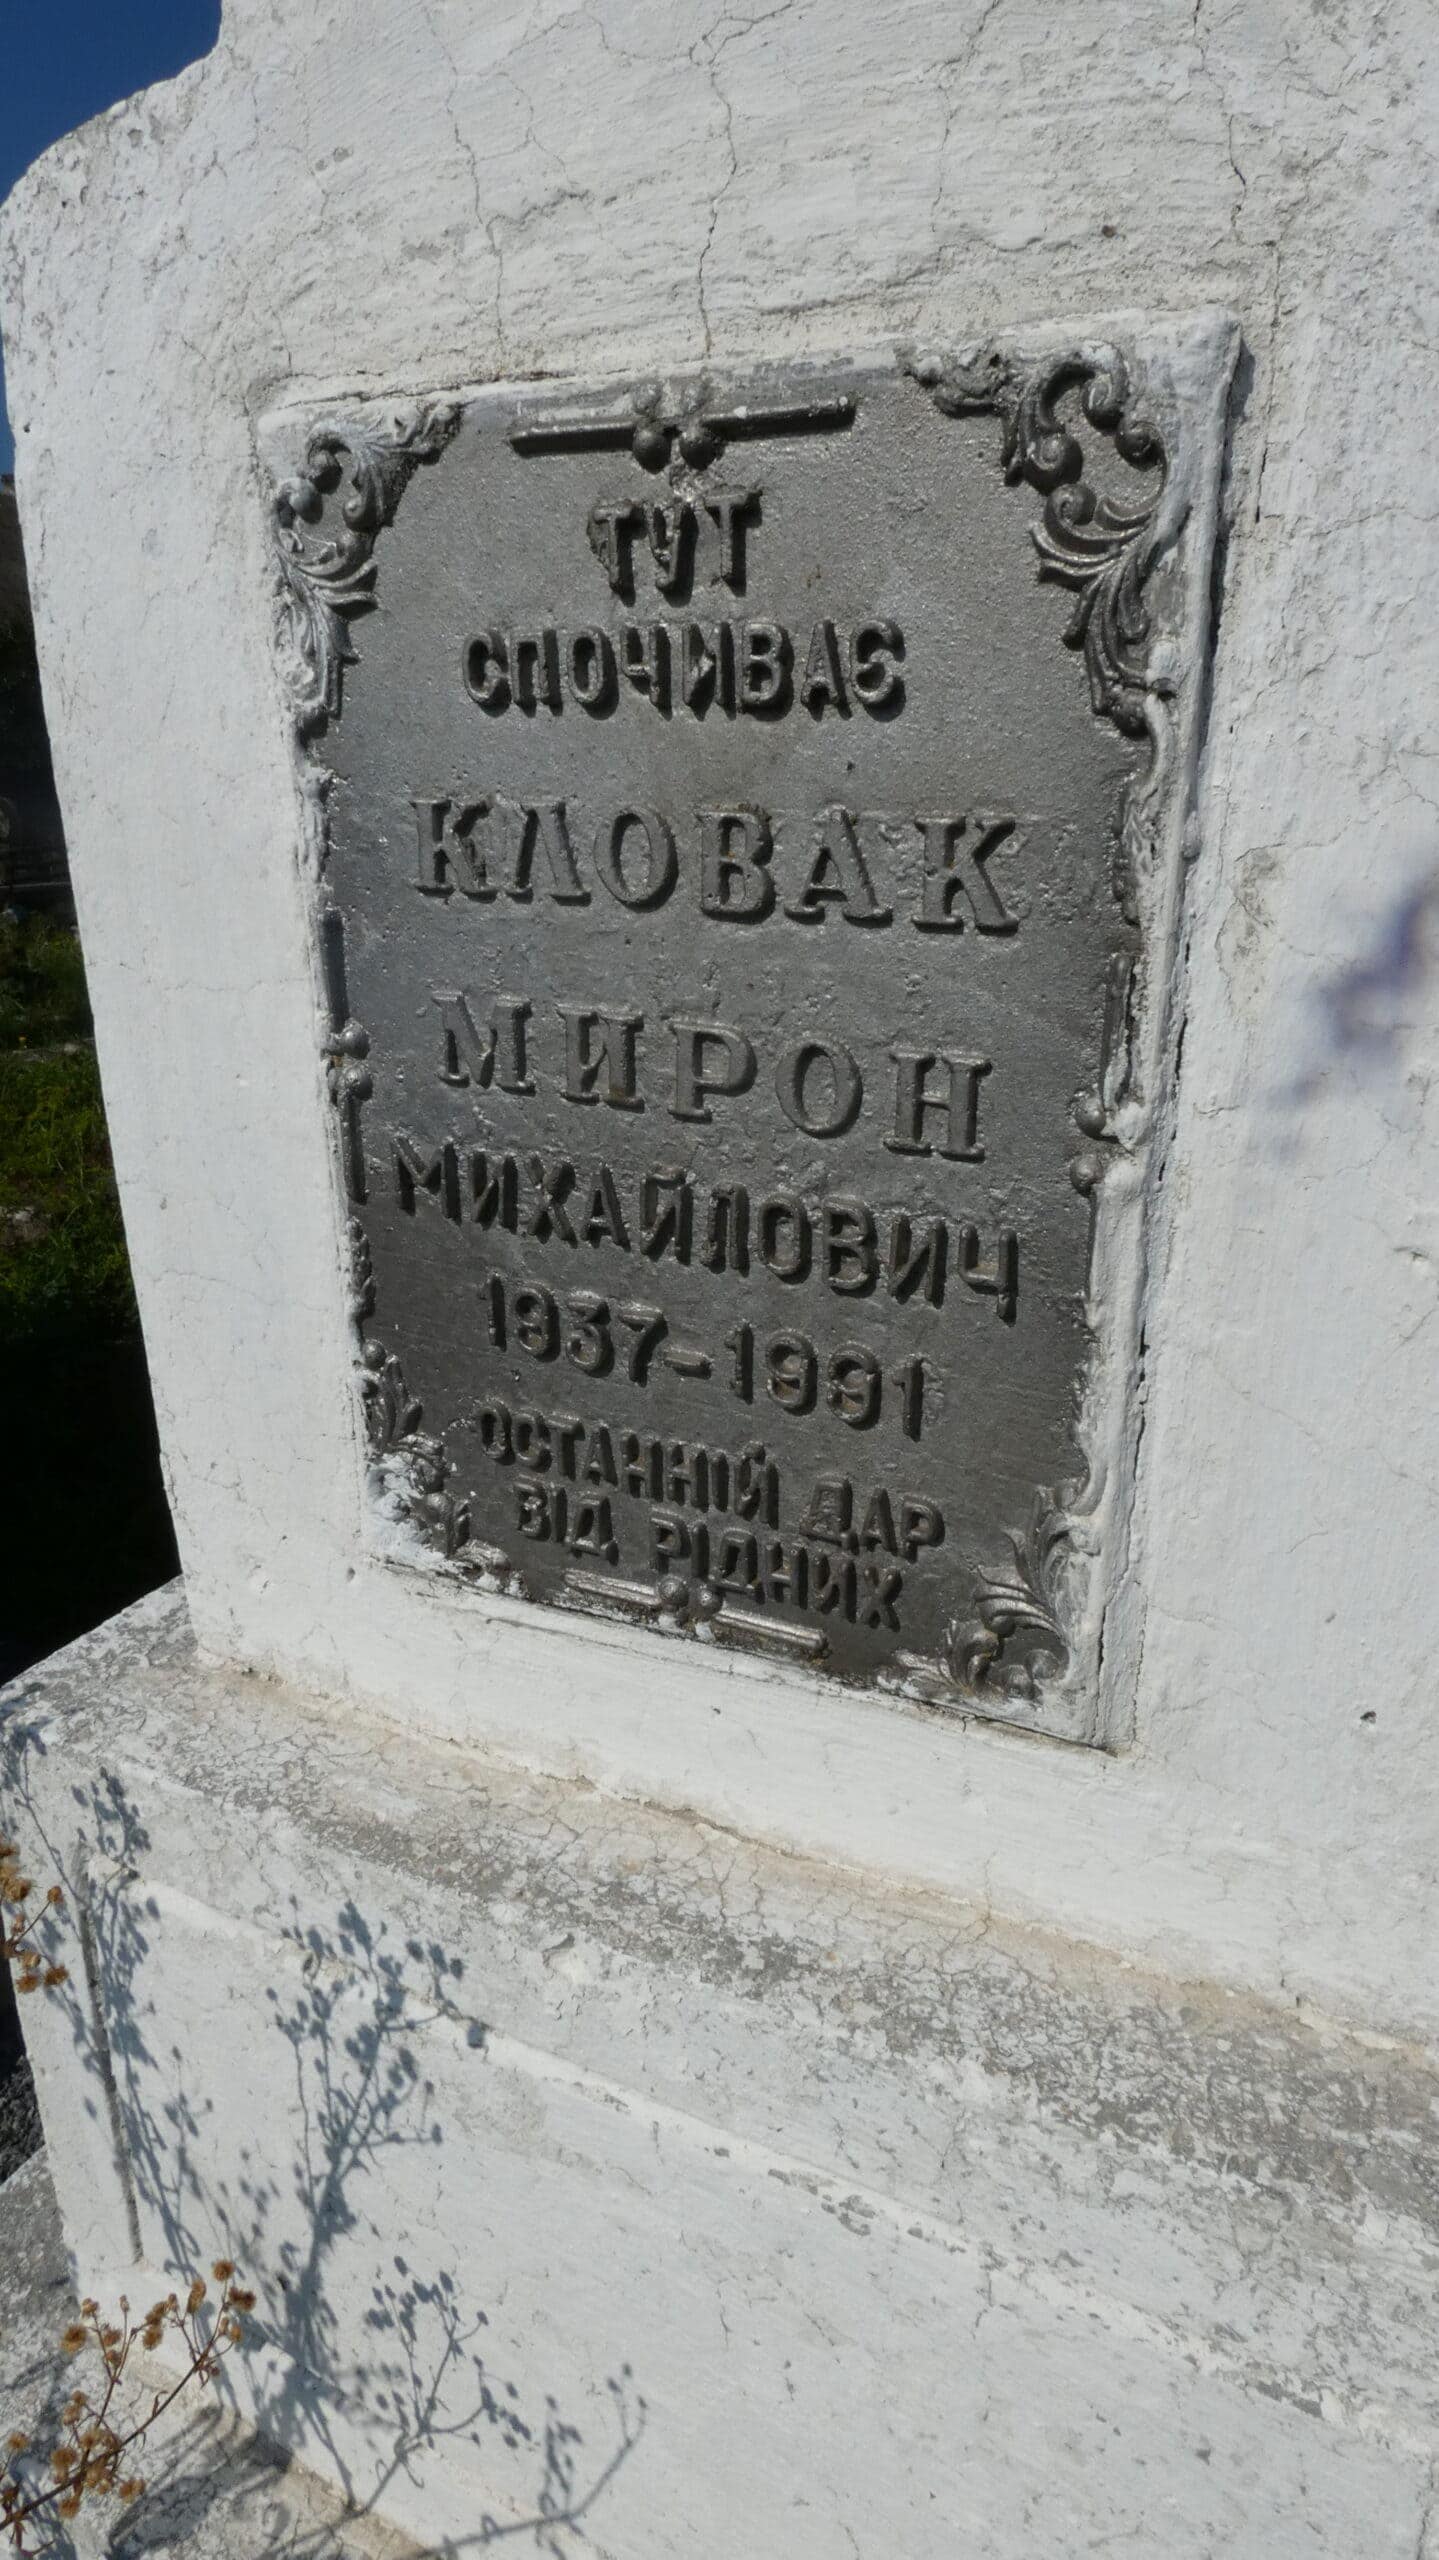 ТУТ
СПОЧИВАЄ
КЛОВАК
МИРОН
МИХАЙЛОВИЧ
1937-1991
ОСТАННІЙ ДАР
ВІД РІДНИХ